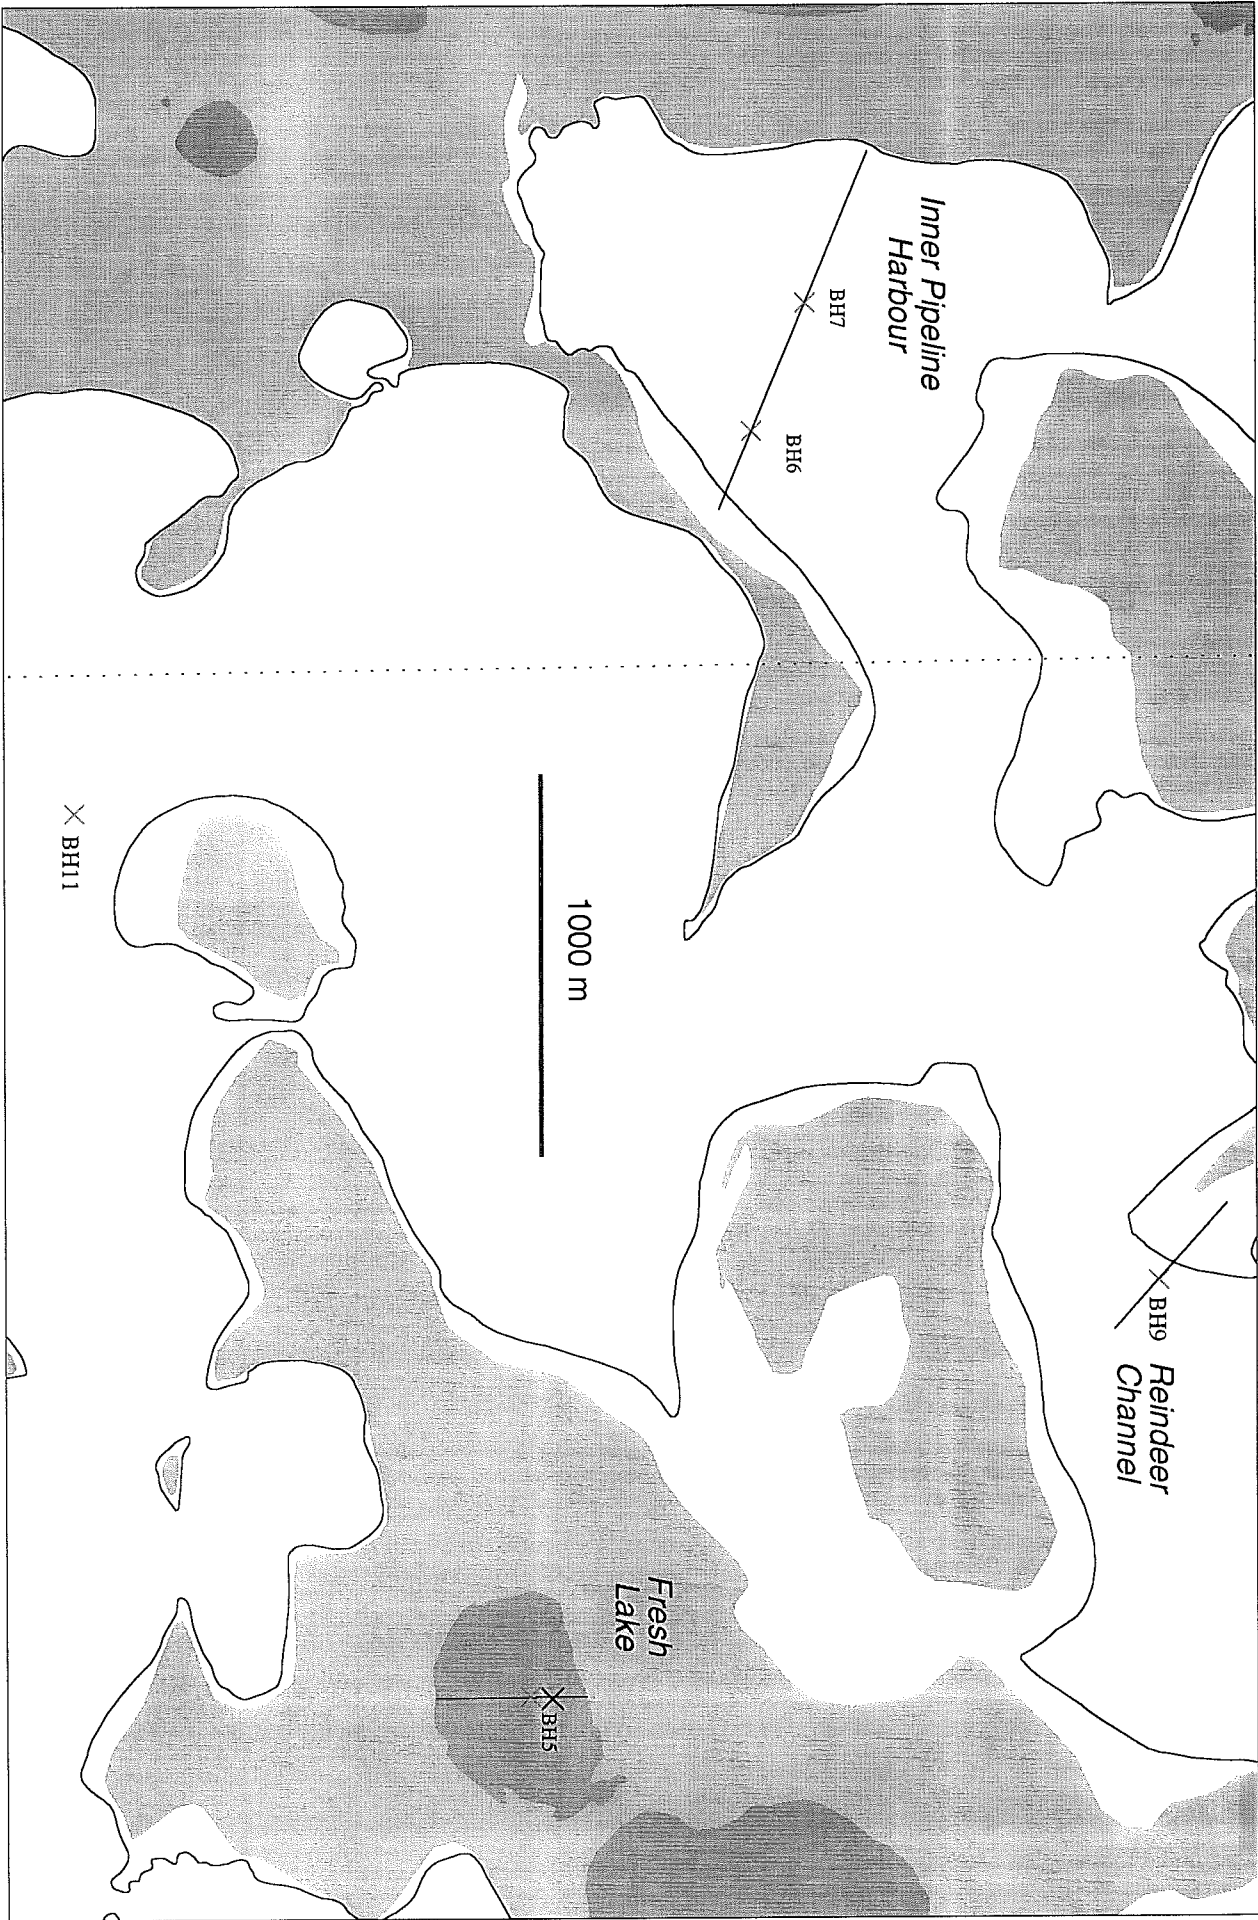 Inner Pipeline
Harbour
BH7
BH6
1000 m
BH11
BH9
Reindeer
Channel
Fresh
Lake
BH5